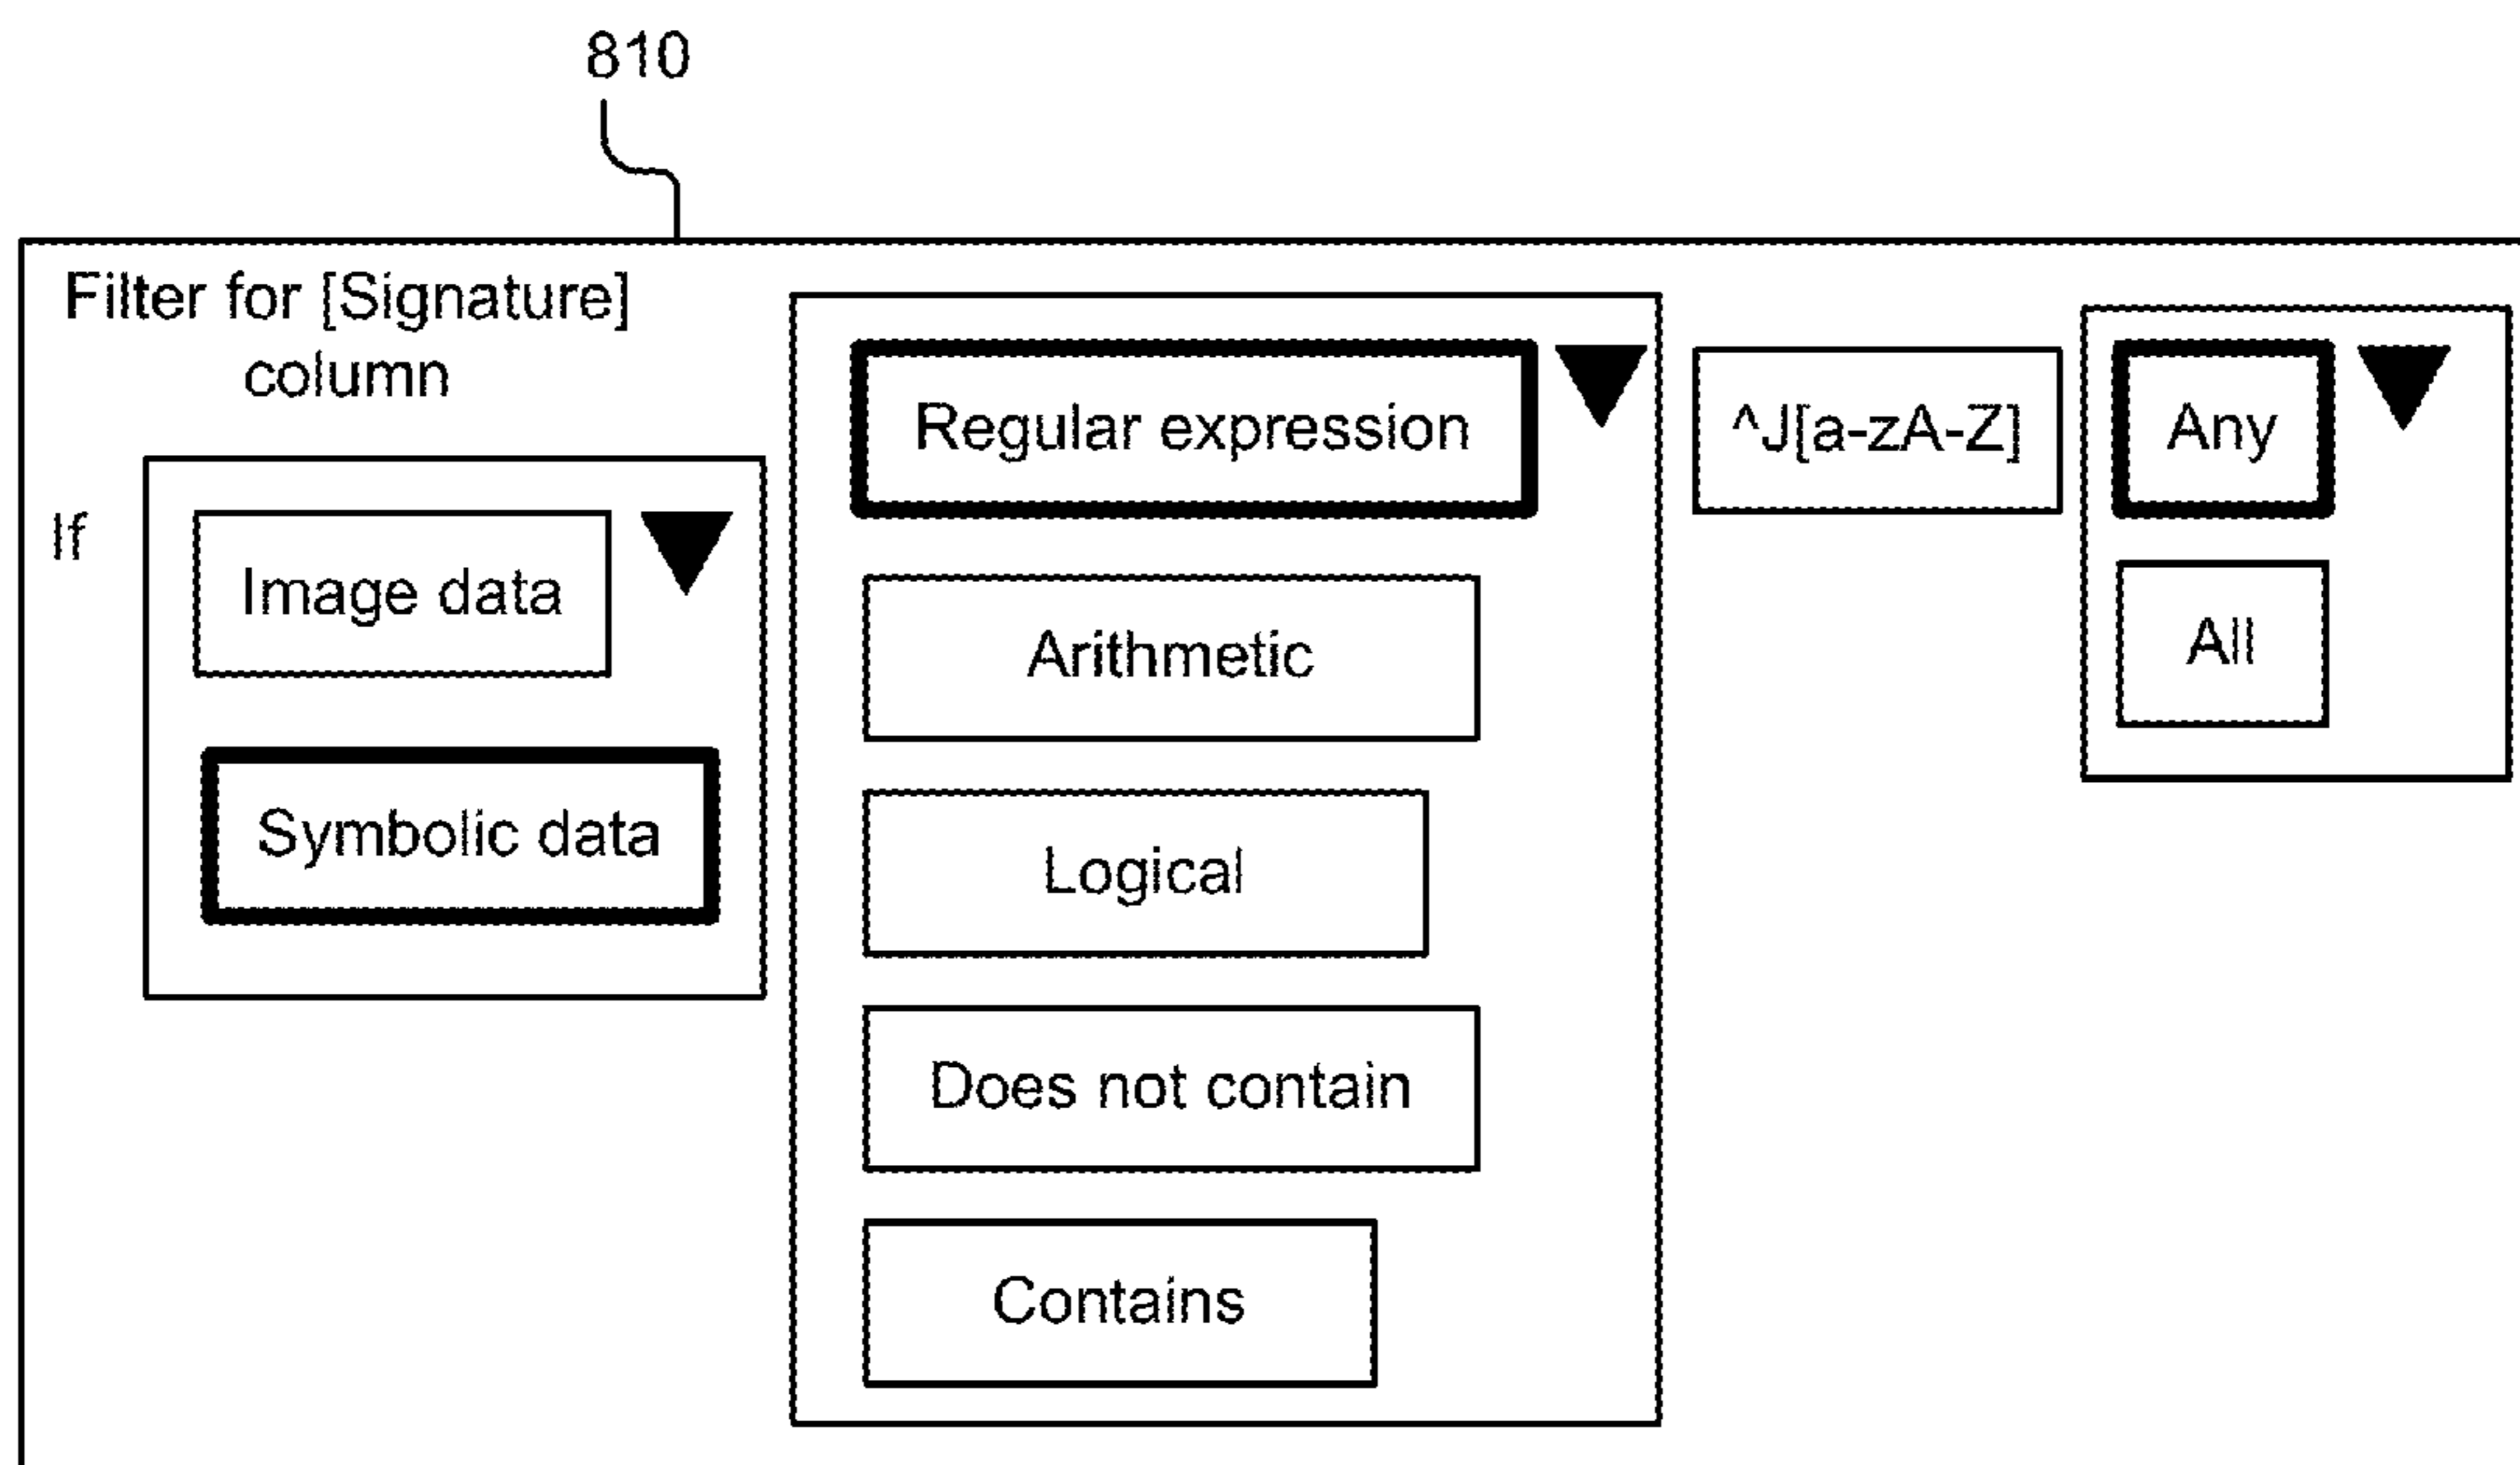 810
Filter for [Signature]
column
If
Image data
Symbolic data
Regular expression
Arithmetic
Logical
Does not contain
Contains
^J[a-zA-Z]
Any
All